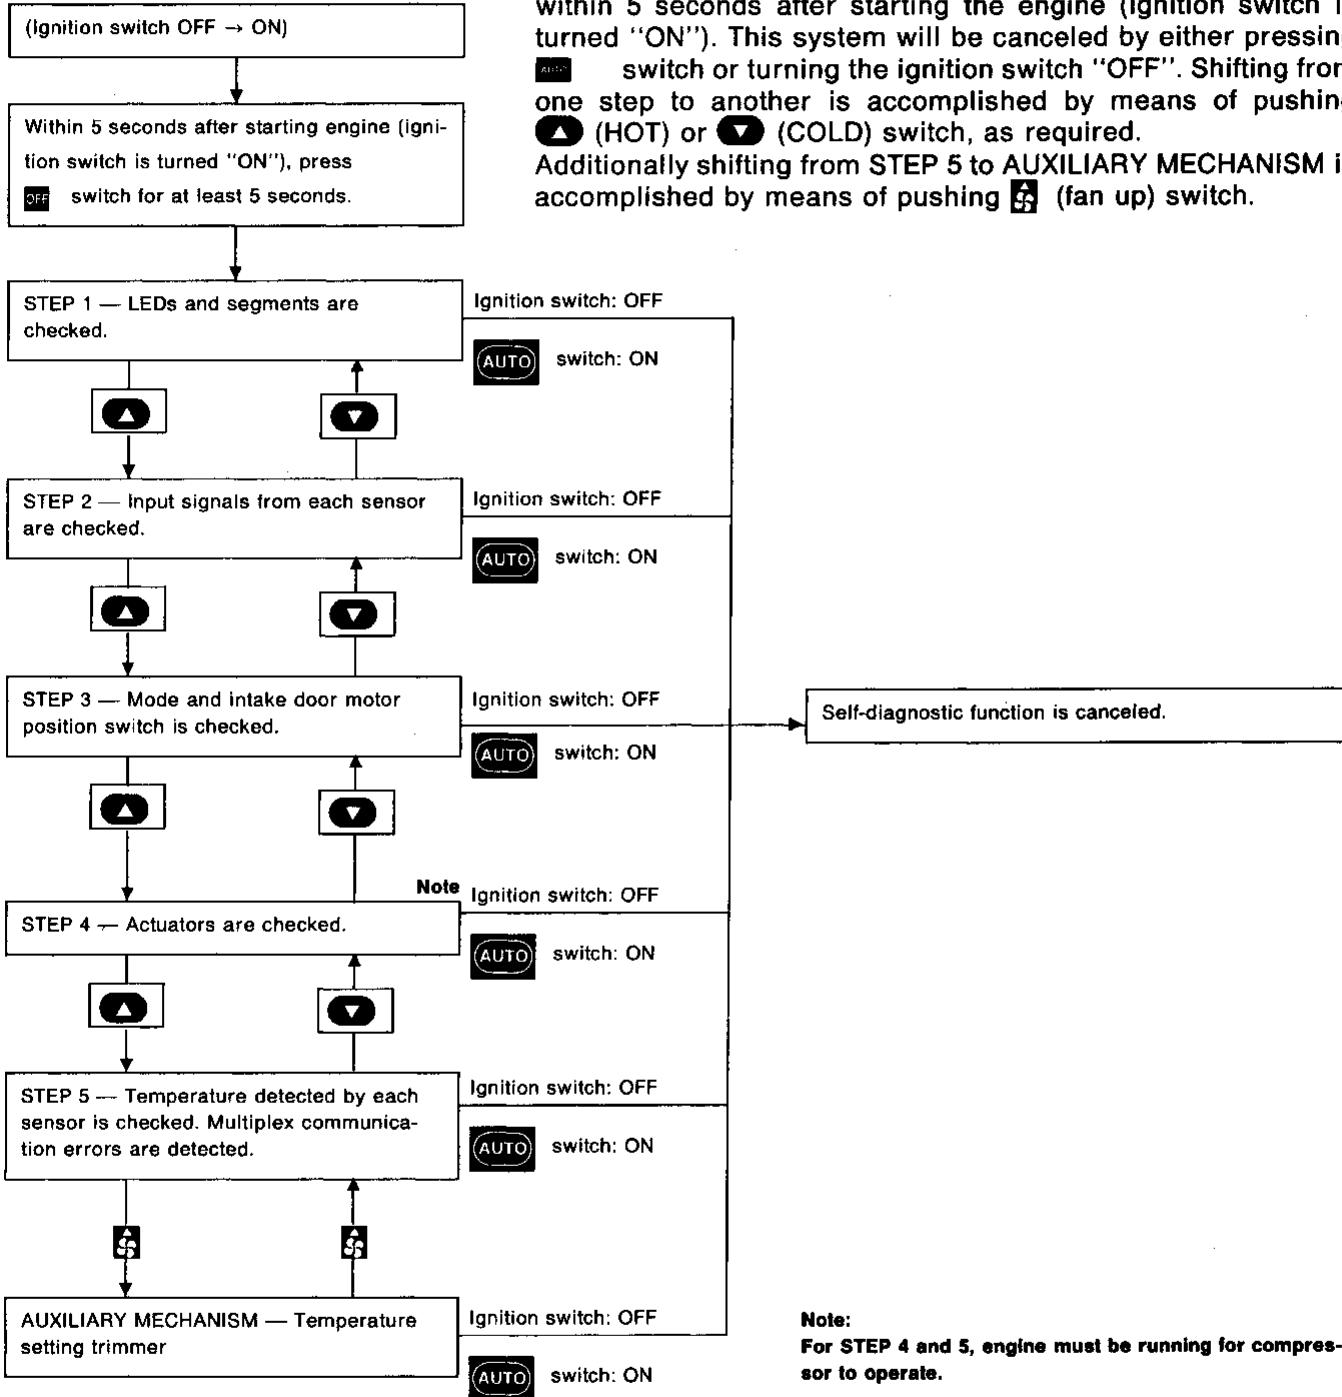 (Ignition switch OFF → ON)
within 5 seconds after starting the engine (ignition switch i
turned "ON"). This system will be canceled by either pressin
switch or turning the ignition switch "OFF". Shifting from
one step to another is accomplished by means of pushin
(HOT) or (COLD) switch, as required.
Additionally shifting from STEP 5 to AUXILIARY MECHANISM i
accomplished by means of pushing (fan up) switch.
Within 5 seconds after starting engine (igni-
tion switch is turned "ON"), press
OFF switch for at least 5 seconds.
STEP 1 — LEDs and segments are
checked.
Ignition switch: OFF
AUTO switch: ON
STEP 2 — Input signals from each sensor
are checked.
Ignition switch: OFF
AUTO switch: ON
STEP 3 — Mode and intake door motor
position switch is checked.
Ignition switch: OFF
AUTO switch: ON
Self-diagnostic function is canceled.
Note
STEP 4 — Actuators are checked.
Ignition switch: OFF
AUTO switch: ON
STEP 5 — Temperature detected by each
sensor is checked. Multiplex communica-
tion errors are detected.
Ignition switch: OFF
AUTO switch: ON
AUXILIARY MECHANISM — Temperature
setting trimmer
Ignition switch: OFF
AUTO switch: ON
Note:
For STEP 4 and 5, engine must be running for compres-
sor to operate.